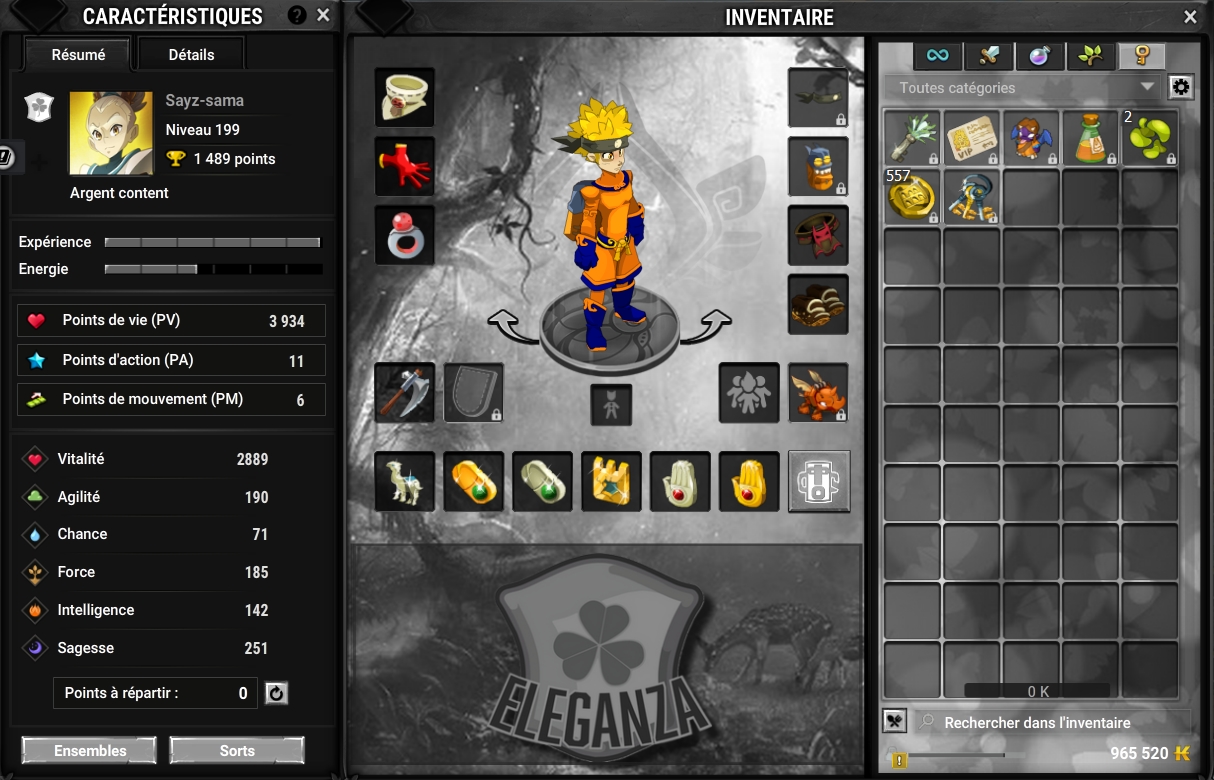 CARACTÉRISTIQUES
?
Résumé
Détails
Sayz-sama
Niveau 199
1 489 points
Argent content
Expérience
Energie
Points de vie (PV)
3 934
Points d'action (PA)
11
Points de mouvement (PM)
6
Vitalité
2889
Agilité
190
Chance
71
Force
185
Intelligence
142
Sagesse
251
Points à répartir :
0
Ensembles
Sorts
INVENTAIRE
ELEGANZA
Toutes catégories
VIP
2
557
0 K
Rechercher dans l'inventaire
965 520 K